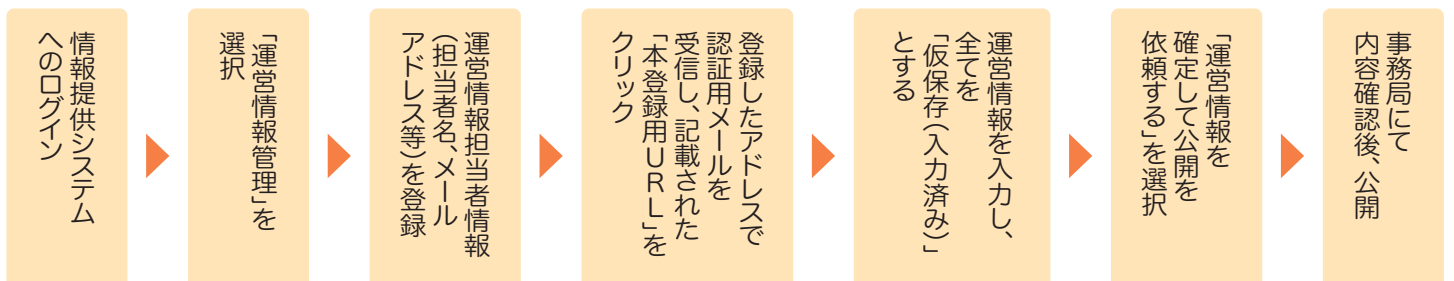 情報提供システム
へのログイン
「運営情報管理」を
選択
運営情報担当者情報
（担当者名、メール
アドレス等）を登録
登録したアドレスで
認証用メールを
受信し、記載された
「本登録用ＵＲＬ」を
クリック
運営情報を入力し、
全てを
「仮保存（入力済み）」
とする
「運営情報を
確定して公開を
依頼する」を選択
事務局にて
内容確認後、公開